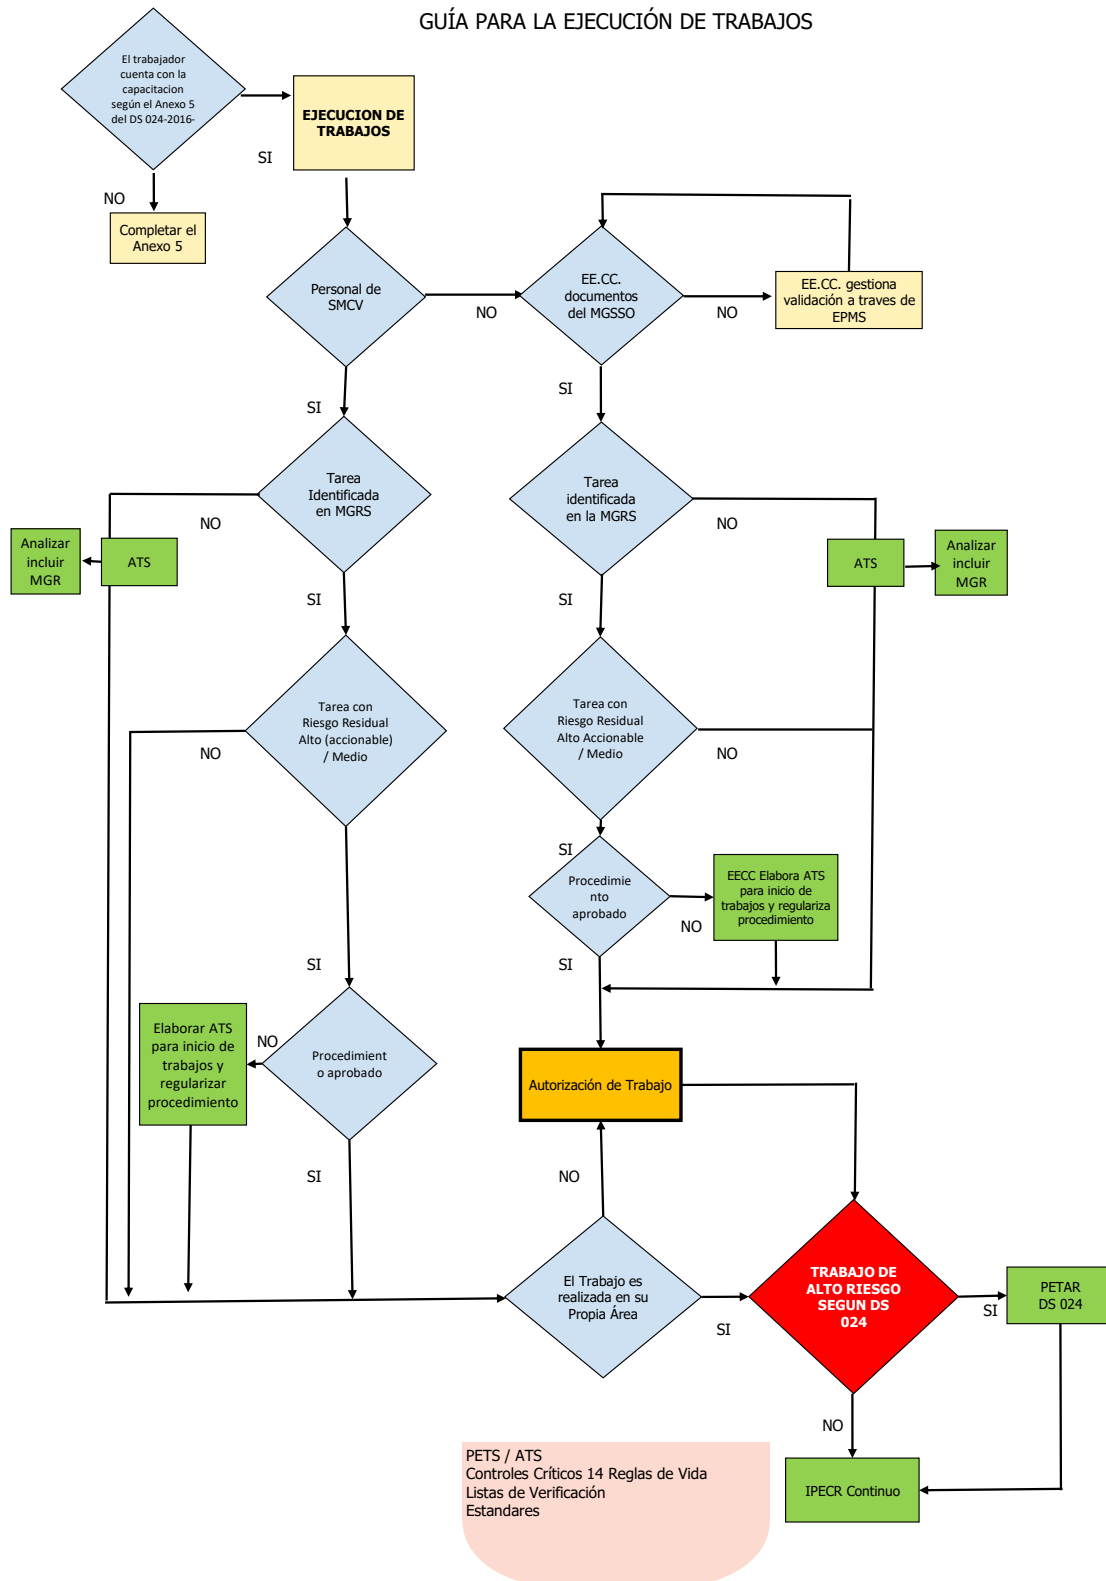 GUÍA PARA LA EJECUCIÓN DE TRABAJOS
El trabajador
cuenta con la
capacitacion
según el Anexo 5
del DS 024-2016-
EJECUCION DE
TRABAJOS
SI
NO
Completar el
Anexo 5
Personal de
SMCV
NO
EE.CC.
documentos
del MGSSO
NO
EE.CC. gestiona
validación a traves de
EPMS
SI
SI
Tarea
Identificada
en MGRS
NO
Tarea
identificada
en la MGRS
NO
Analizar
incluir
MGR
ATS
ATS
Analizar
incluir
MGR
SI
SI
Tarea con
Riesgo Residual
Alto (accionable)
/ Medio
NO
Tarea con
Riesgo Residual
Alto Accionable
/ Medio
NO
SI
Procedimie
nto
aprobado
NO
EECC Elabora ATS
para inicio de
trabajos y regulariza
procedimiento
SI
SI
Elaborar ATS
para inicio de
trabajos y
regularizar
procedimiento
NO
Procedimient
o aprobado
Autorización de Trabajo
SI
NO
El Trabajo es
realizada en su
Propia Área
SI
TRABAJO DE
ALTO RIESGO
SEGUN DS
024
SI
PETAR
DS 024
NO
PETS / ATS
Controles Críticos 14 Reglas de Vida
Listas de Verificación
Estandares
IPECR Continuo